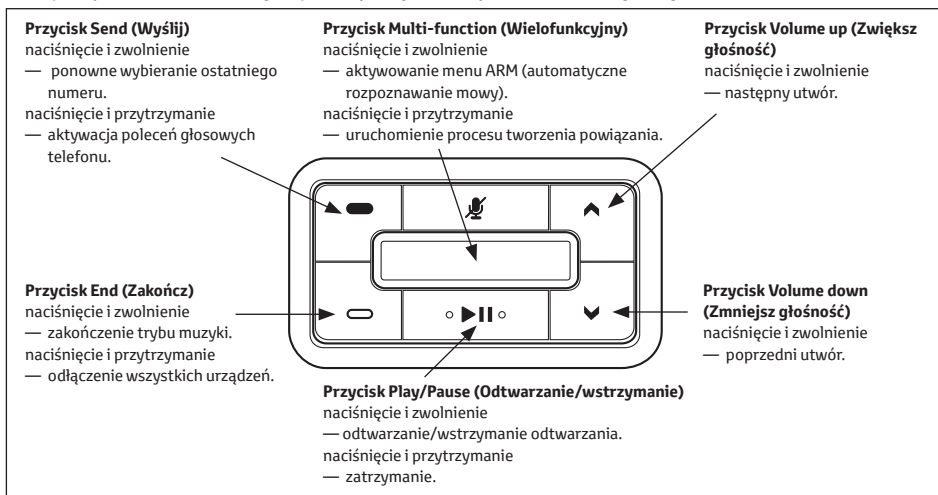 Przycisk Send (Wyślij)
naciśnięcie i zwolnienie
— ponowne wybieranie ostatniego
numeru.
naciśnięcie i przytrzymanie
— aktywacja poleceń głosowych
telefonu.
Przycisk Multi-function (Wielofunkcyjny)
naciśnięcie i zwolnienie
— aktywowanie menu ARM (automatyczne
rozpoznawanie mowy).
naciśnięcie i przytrzymanie
— uruchomienie procesu tworzenia powiązania.
Przycisk Volume up (Zwiększ
głośność)
naciśnięcie i zwolnienie
— następny utwór.
Przycisk End (Zakończ)
naciśnięcie i zwolnienie
— zakończenie trybu muzyki.
naciśnięcie i przytrzymanie
— odłączenie wszystkich urządzeń.
Przycisk Play/Pause (Odtwarzanie/wstrzymanie)
naciśnięcie i zwolnienie
— odtwarzanie/wstrzymanie odtwarzania.
naciśnięcie i przytrzymanie
— zatrzymanie.
Przycisk Volume down
(Zmniejsz głośność)
naciśnięcie i zwolnienie
— poprzedni utwór.